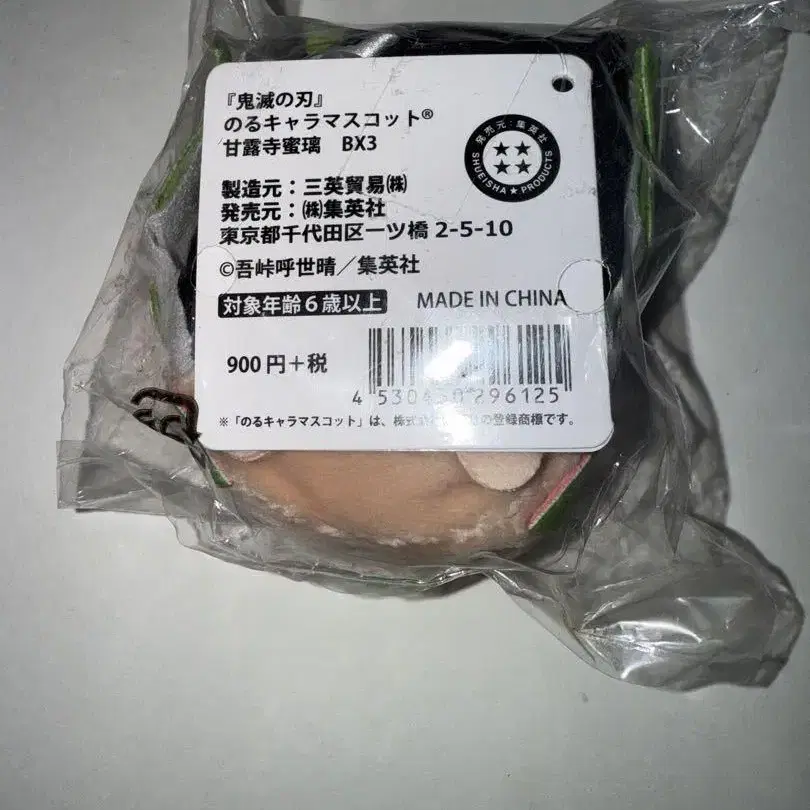 『鬼滅の刃』
のるキャラマスコット®
甘露寺蜜璃 BX3
発売元:集英社
SHUEISHA★PRODUCTS
製造元:三英貿易㈱
発売元:㈱集英社
東京都千代田区一ツ橋 2-5-10
©吾峠呼世晴/集英社
対象年齢6歳以上 MADE IN CHINA
900円+税
4 5304 0296125
※「のるキャラマスコット」は、株式 の登録商標です。